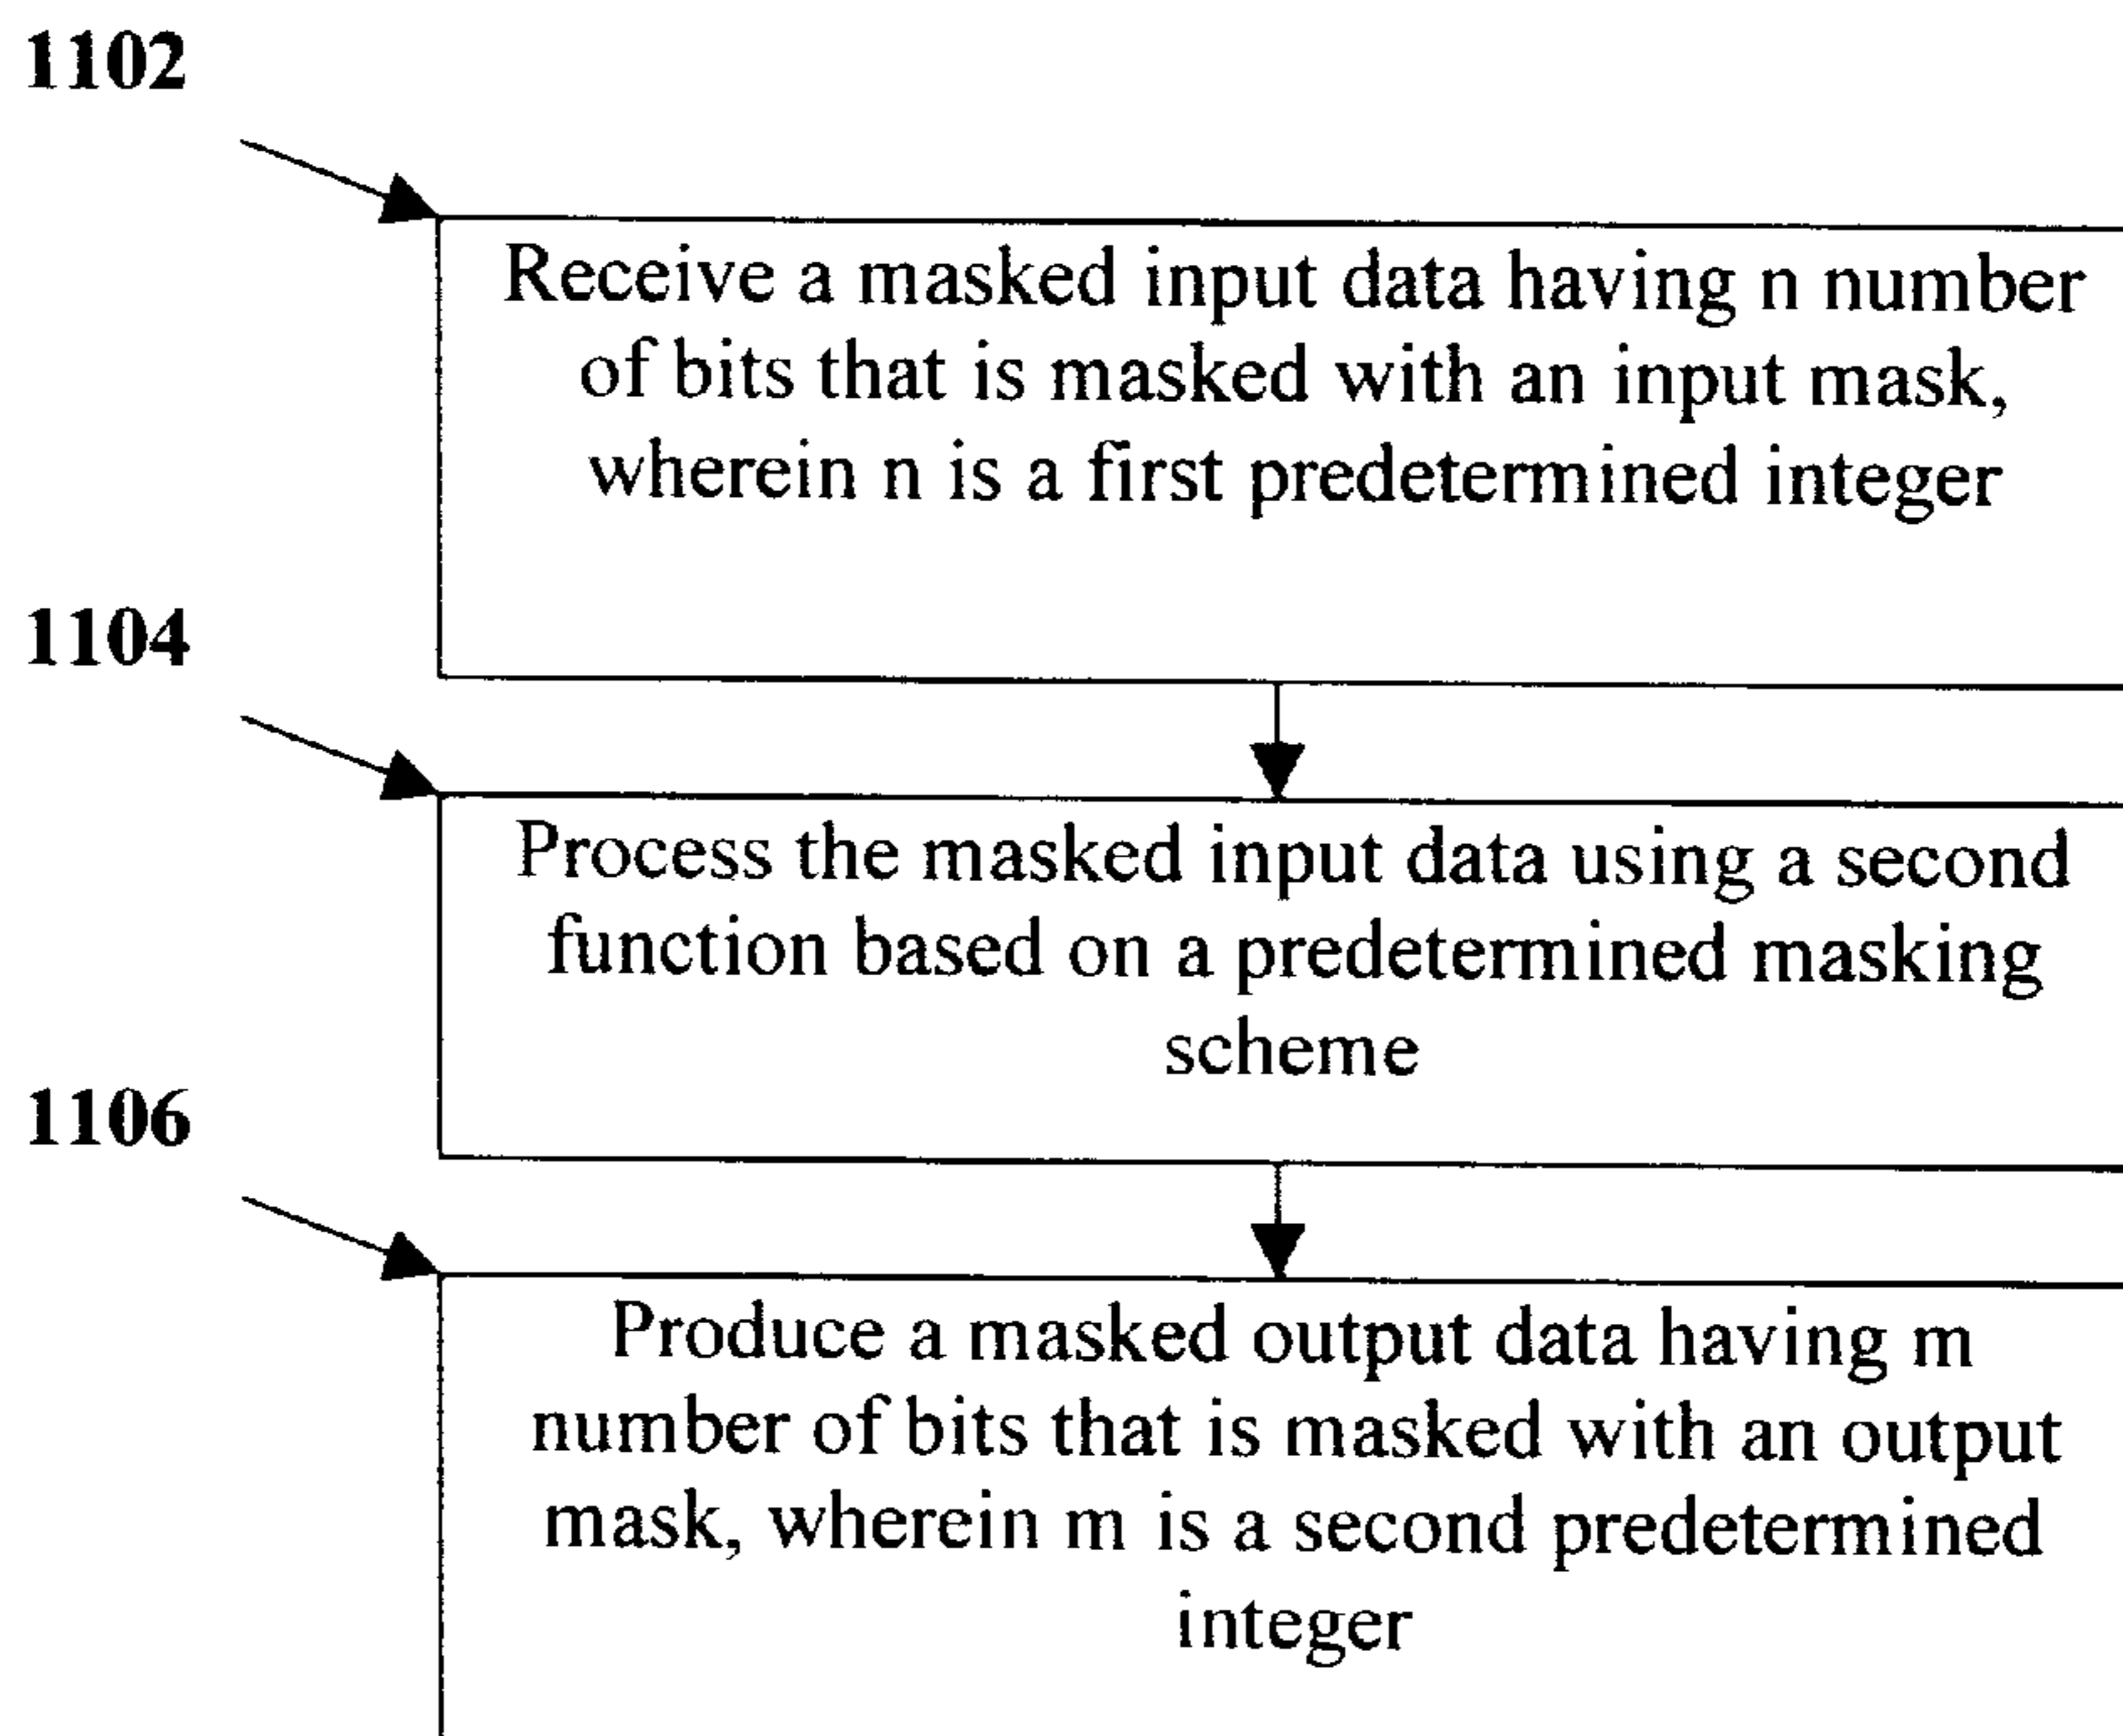 1102
Receive a masked input data having n number
of bits that is masked with an input mask,
wherein n is a first predetermined integer
1104
Process the masked input data using a second
function based on a predetermined masking
scheme
1106
Produce a masked output data having m
number of bits that is masked with an output
mask, wherein m is a second predetermined
integer